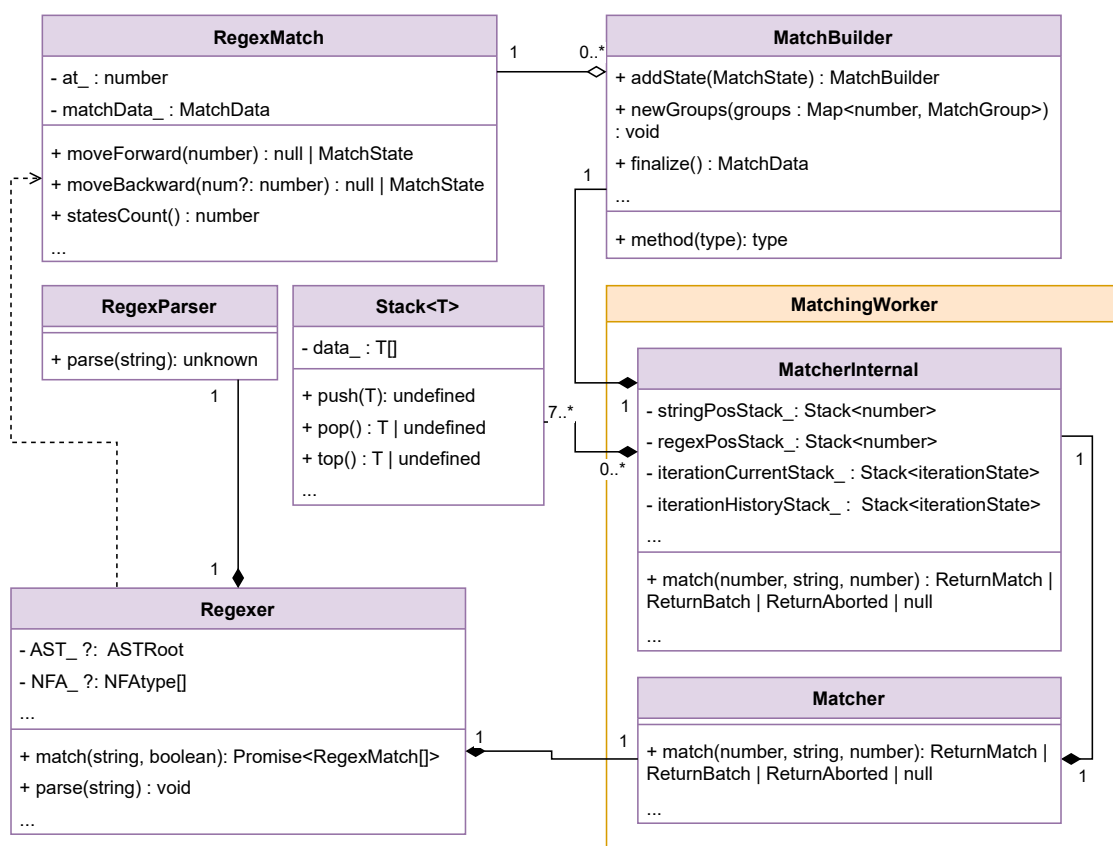 RegexMatch
- at_ : number
- matchData_ : MatchData
+ moveForward(number) : null | MatchState
+ moveBackward(num?: number) : null | MatchState
+ statesCount() : number
...
1
0..*
MatchBuilder
+ addState(MatchState) : MatchBuilder
+ newGroups(groups : Map<number, MatchGroup>)
: void
+ finalize() : MatchData
...
+ method(type): type
1
RegexParser
+ parse(string): unknown
1
Stack<T>
- data_ : T[]
+ push(T): undefined
+ pop() : T | undefined
+ top() : T | undefined
...
7..*
0..*
1
MatchingWorker
MatcherInternal
- stringPosStack_: Stack<number>
- regexPosStack_: Stack<number>
- iterationCurrentStack_ : Stack<iterationState>
- iterationHistoryStack_ :  Stack<iterationState>
...
+ match(number, string, number) : ReturnMatch |
ReturnBatch | ReturnAborted | null
...
1
1
Regexer
- AST_ ?:  ASTRoot
- NFA_ ?: NFAtype[]
...
+ match(string, boolean): Promise<RegexMatch[]>
+ parse(string) : void
...
1
1
Matcher
+ match(number, string, number): ReturnMatch |
ReturnBatch | ReturnAborted | null
...
1